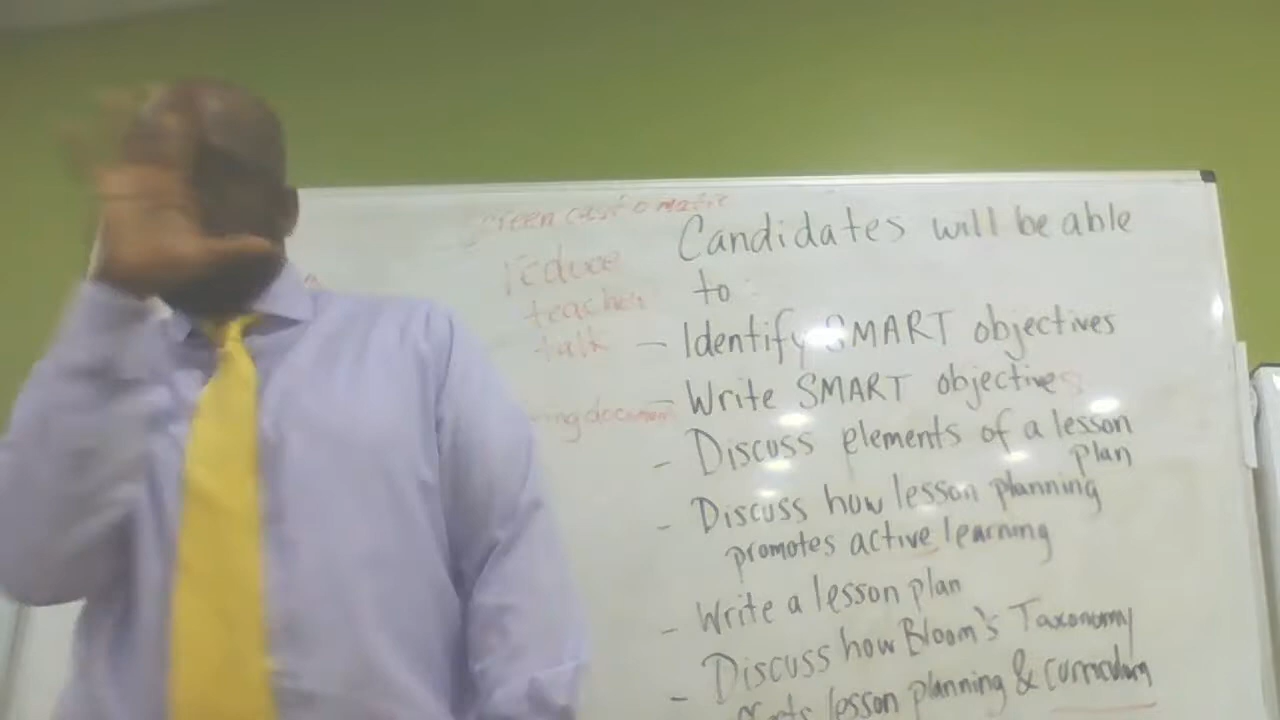 screencastomatic
reduce
teacher
talk
Candidates will be able
to:
- Identify SMART objectives
- Write SMART objectives
- Discuss elements of a lesson
plan
- Discuss how lesson planning
promotes active learning
- Write a lesson plan
- Discuss how Bloom's Taxonomy
lesson planning & curriculum